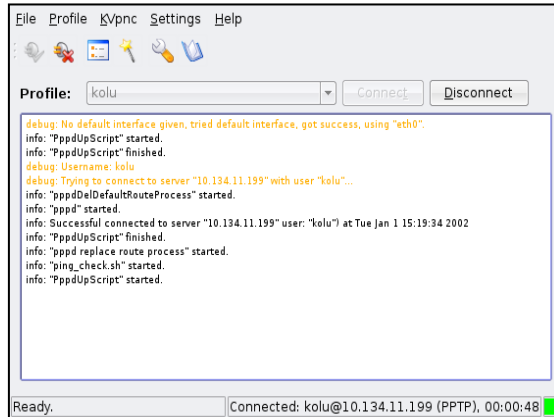 File Profile KVpnc Settings Help
Profile: kolu Connect Disconnect
debug: No default interface given, tried default interface, got success, using "eth0".
info: "PppdUpScript" started.
info: "PppdUpScript" finished.
debug: Username: kolu
debug: Trying to connect to server "10.134.11.199" with user "kolu"...
info: "pppdDelDefaultRouteProcess" started.
info: "pppd" started.
info: Successful connected to server "10.134.11.199" user: "kolu") at Tue Jan 1 15:19:34 2002
info: "PppdUpScript" finished.
info: "pppd replace route process" started.
info: "ping_check.sh" started.
info: "PppdUpScript" started.
Ready. Connected: kolu@10.134.11.199 (PPTP), 00:00:48